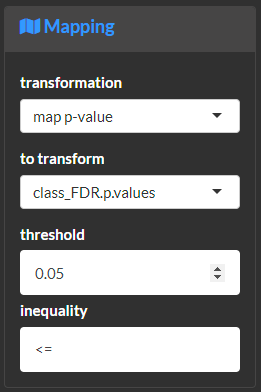 Mapping
transformation
map p-value
to transform
class_FDR.p.values
threshold
0.05
inequality
<=